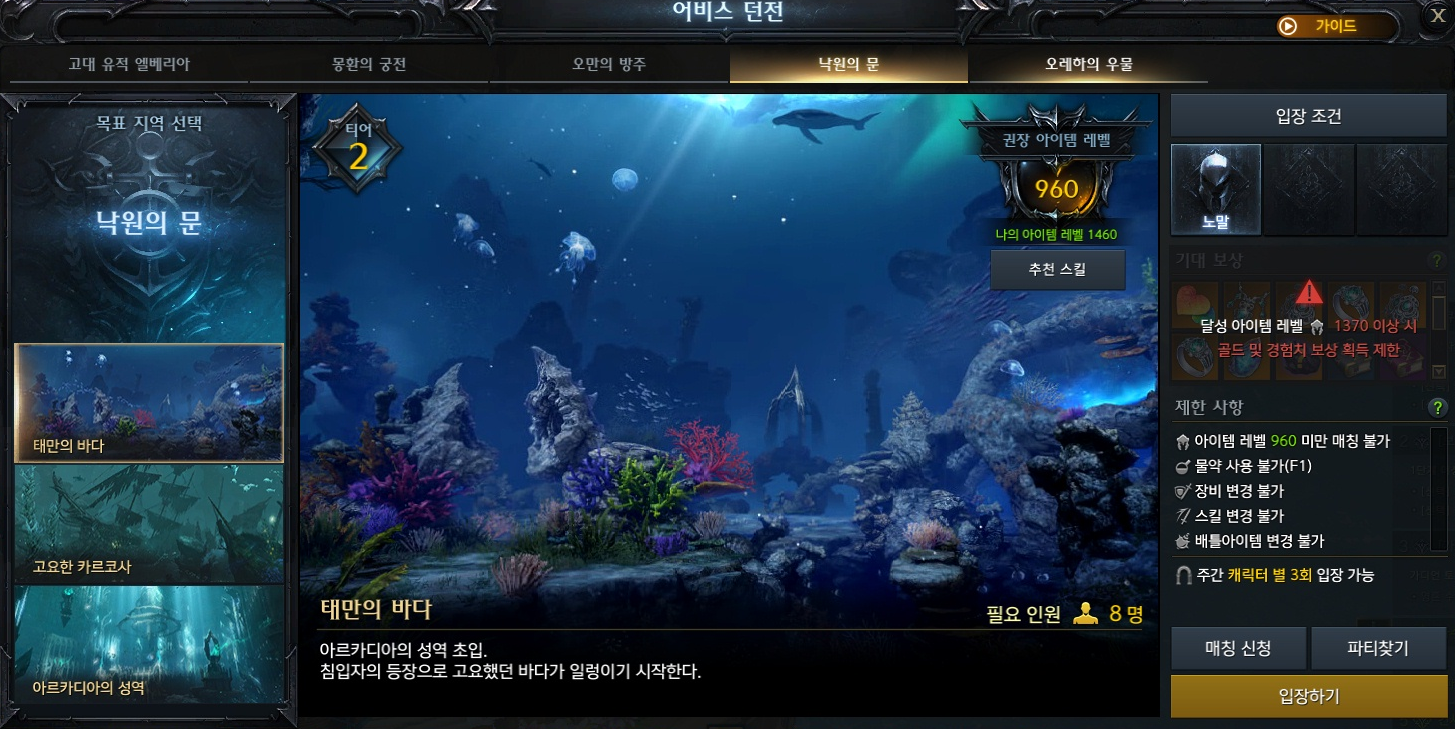 어비스 던전
가이드
X
고대 유적 엘베리아
몽환의 궁전
오만의 방주
낙원의 문
오레하의 우물
목표 지역 선택
낙원의 문
태만의 바다
고요한 카르코사
아르카디아의 성역
티어
2
권장 아이템 레벨
960
나의 아이템 레벨 1460
추천 스킬
태만의 바다
필요 인원 8 명
아르카디아의 성역 초입.
침입자의 등장으로 고요했던 바다가 일렁이기 시작한다.
입장 조건
노말
기대 보상 ?
달성 아이템 레벨 1370 이상 시
골드 및 경험치 보상 획득 제한
제한 사항 ?
아이템 레벨 960 미만 매칭 불가
물약 사용 불가(F1)
장비 변경 불가
스킬 변경 불가
배틀아이템 변경 불가
주간 캐릭터 별 3회 입장 가능
매칭 신청
파티찾기
입장하기